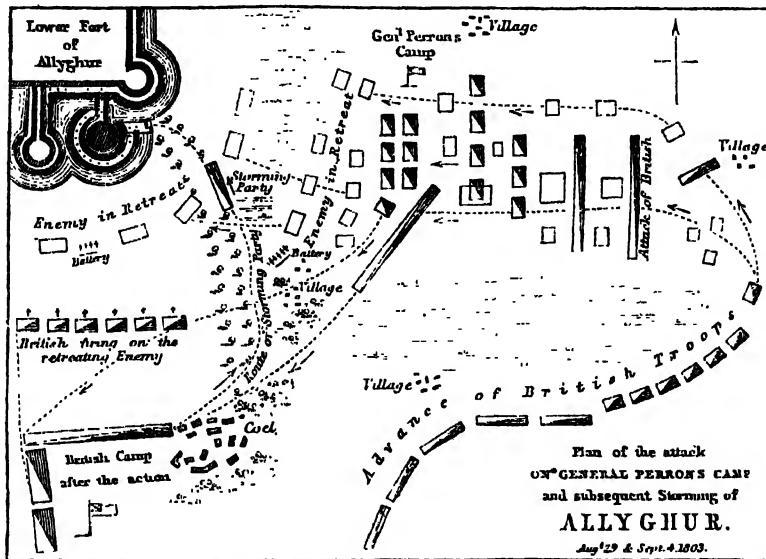 Lower Fort
of
Allyghur
Gen.l Perrons
Camp
Village
Village
Storming
Party
Enemy in Retreat
Enemy in Retreat
Attack of British
Battery
Battery
Village
Route of Storming Party
British firing on the
retreating Enemy
Village
Advance of British Troops
Coel
British Camp
after the action
Plan of the attack
ON GENERAL PERRONS CAMP
and subsequent Storming of
ALLYGHUR.
Aug.t 29 & Sept. 4. 1803.